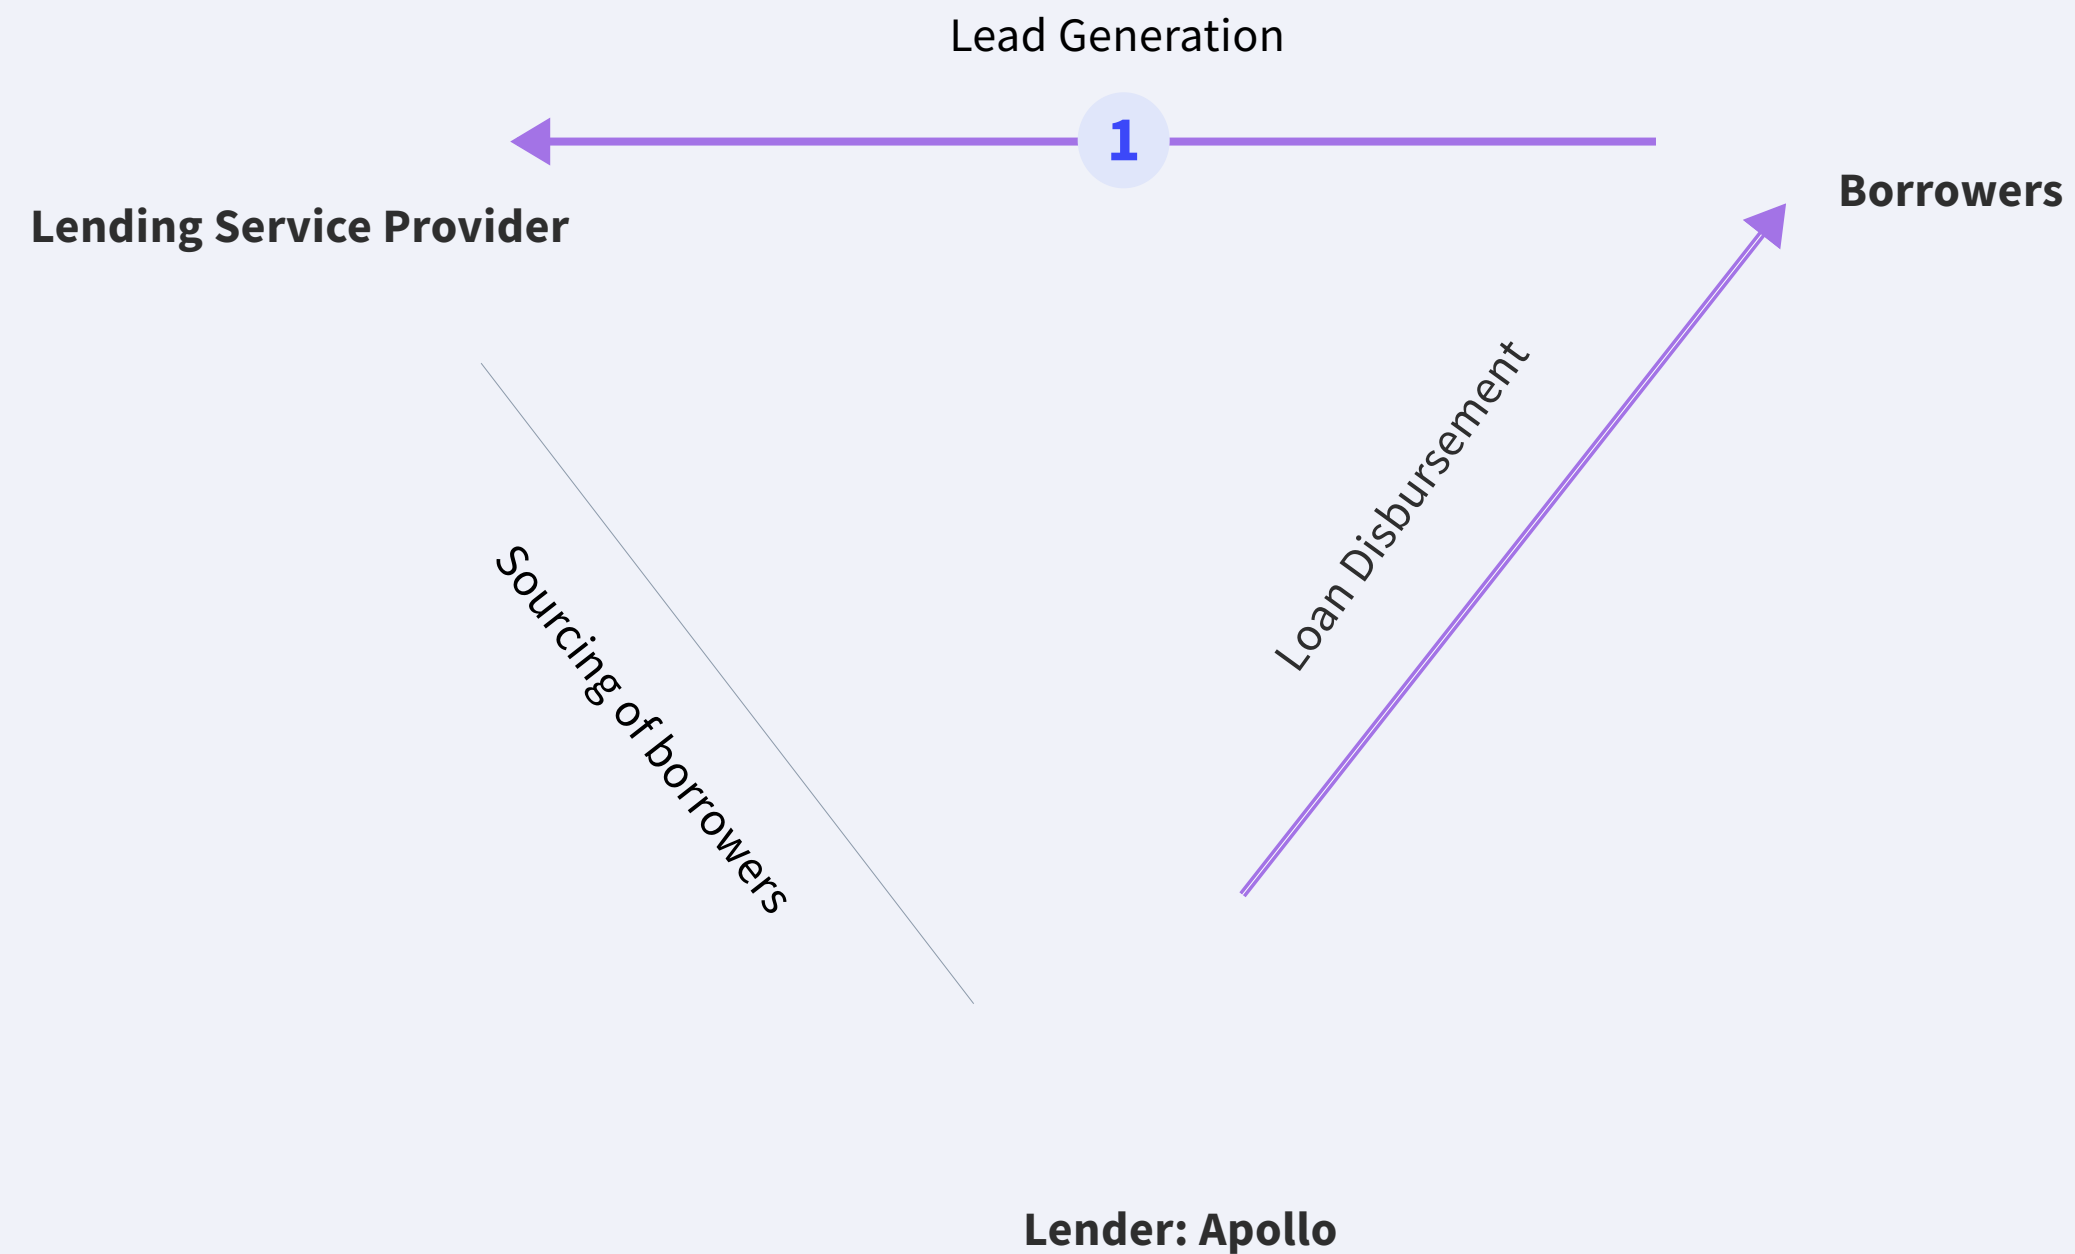 Lead Generation
1
Borrowers
Lending Service Provider
Loan Disbursement
Sourcing of borrowers
Lender: Apollo